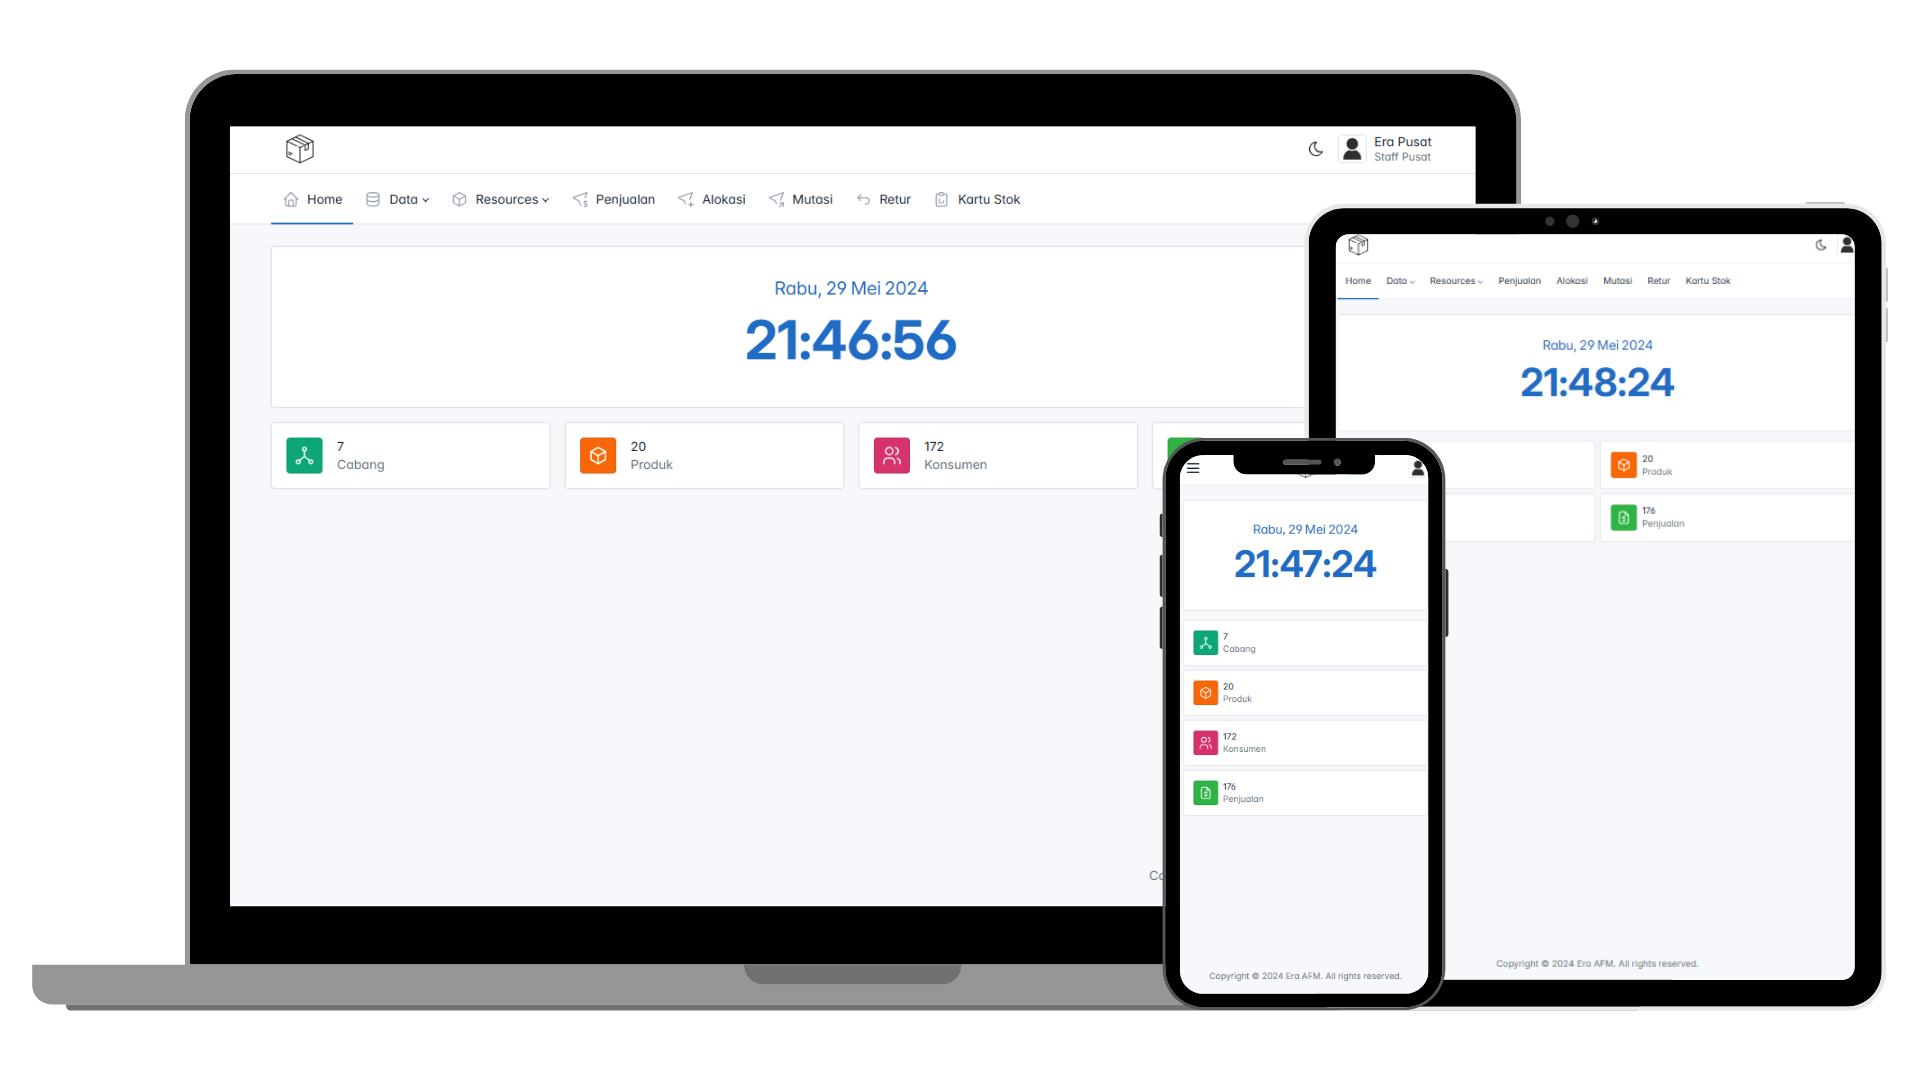 Era Pusat
Staff Pusat
Home Data Resources Penjualan Alokasi Mutasi Retur Kartu Stok
Rabu, 29 Mei 2024
21:46:56
7
Cabang
20
Produk
172
Konsumen
Home Data Resources Penjualan Alokasi Mutasi Retur Kartu Stok
Rabu, 29 Mei 2024
21:48:24
20
Produk
176
Penjualan
Copyright © 2024 Era AFM. All rights reserved.
Rabu, 29 Mei 2024
21:47:24
7
Cabang
20
Produk
172
Konsumen
176
Penjualan
Copyright © 2024 Era AFM. All rights reserved.